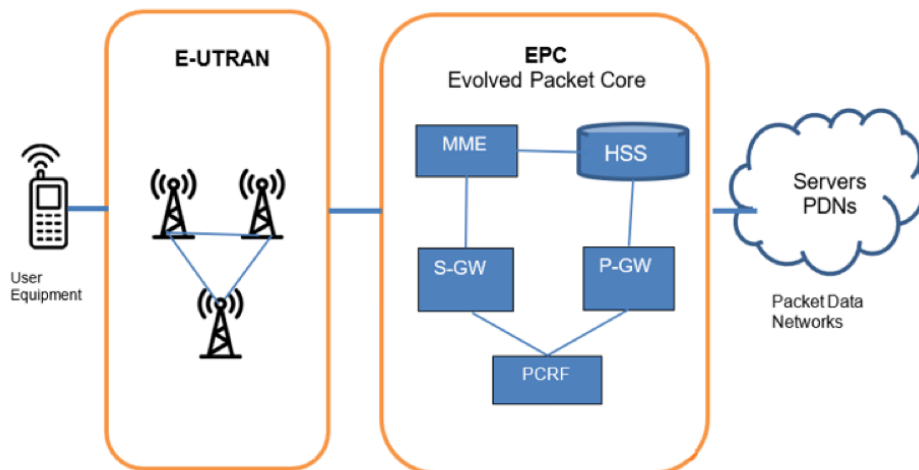 E-UTRAN
EPC
Evolved Packet Core
MME
HSS
S-GW
P-GW
PCRF
User
Equipment
Servers
PDNs
Packet Data
Networks